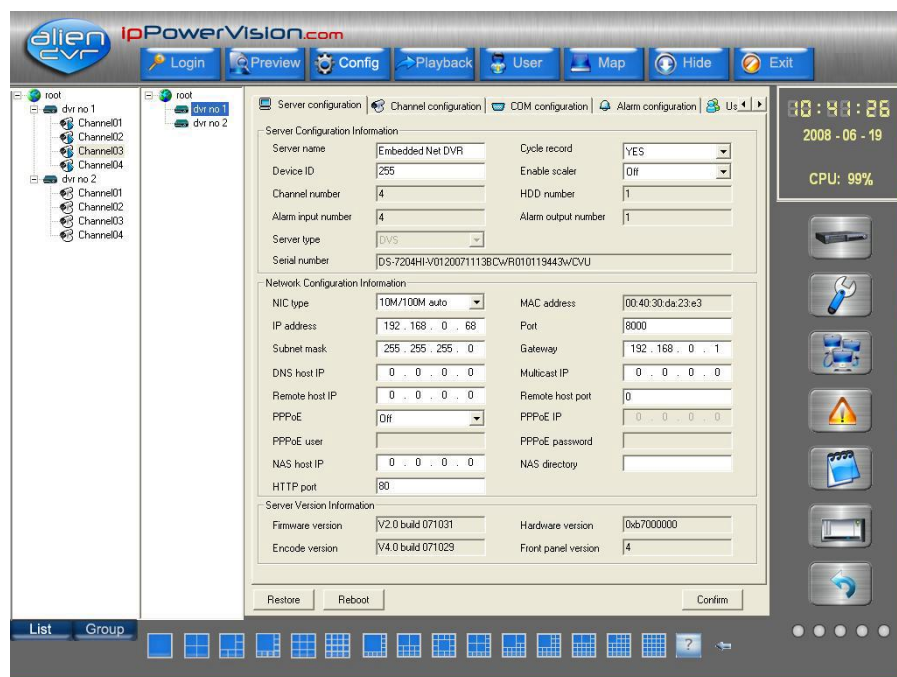 alien dvr
ipPowerVision.com
Login Preview Config Playback User Map Hide Exit
root
dvr no 1
Channel01
Channel02
Channel03
Channel04
dvr no 2
Channel01
Channel02
Channel03
Channel04
root
dvr no 1
dvr no 2
Server configuration Channel configuration COM configuration Alarm configuration Us
Server Configuration Information
Server name Embedded Net DVR Cycle record YES
Device ID 255 Enable scaler Off
Channel number 4 HDD number 1
Alarm input number 4 Alarm output number 1
Server type DVS
Serial number DS-7204HI-V0120071113BCWR010119443WCVU
Network Configuration Information
NIC type 10M/100M auto MAC address 00:40:30:da:23:e3
IP address 192 . 168 . 0 . 68 Port 8000
Subnet mask 255 . 255 . 255 . 0 Gateway 192 . 168 . 0 . 1
DNS host IP 0 . 0 . 0 . 0 Multicast IP 0 . 0 . 0 . 0
Remote host IP 0 . 0 . 0 . 0 Remote host port 0
PPPoE Off PPPoE IP 0 . 0 . 0 . 0
PPPoE user PPPoE password
NAS host IP 0 . 0 . 0 . 0 NAS directory
HTTP port 80
Server Version Information
Firmware version V2.0 build 071031 Hardware version 0xb7000000
Encode version V4.0 build 071029 Front panel version 4
Restore Reboot Confirm
10:41:26
2008 - 06 - 19
CPU: 99%
List Group
?